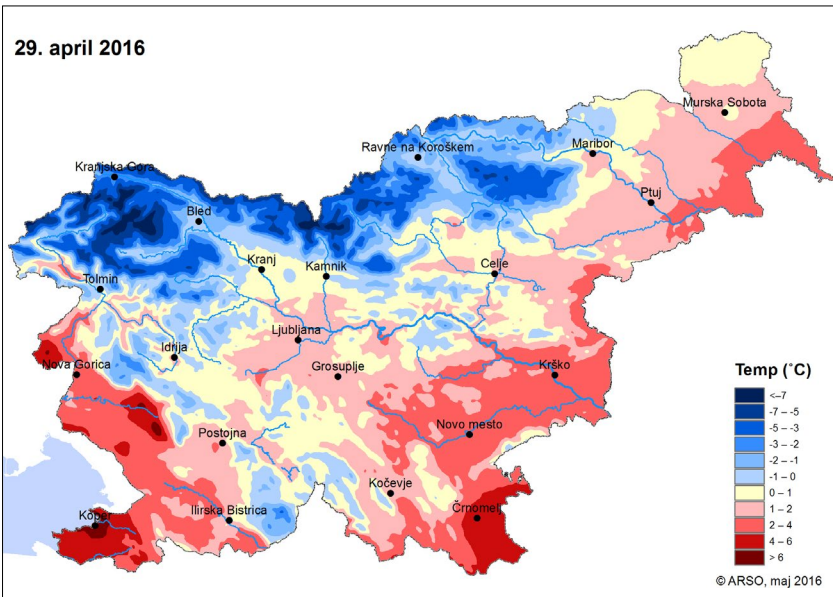 29. april 2016
Murska Sobota
Ravne na Koroškem
Maribor
Kranjska Gora
Ptuj
Bled
Kranj
Kamnik
Celje
Tolmin
Ljubljana
Idrija
Nova Gorica
Grosuplje
Krško
Novo mesto
Postojna
Kočevje
Črnomelj
Koper
Ilirska Bistrica
Temp (˚C)
<–7
-7 – -5
-5 – -3
-3 – -2
-2 – -1
-1 – 0
0 – 1
1 – 2
2 – 4
4 – 6
> 6
© ARSO, maj 2016